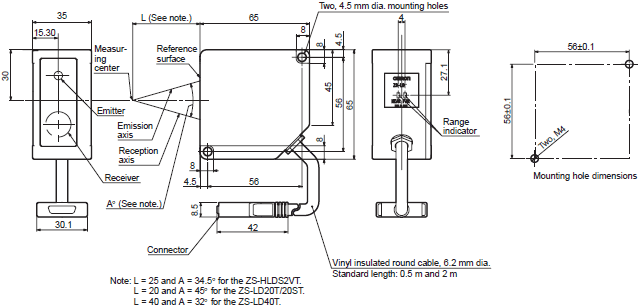 35
15.30
30
Measur-
ing
center
L (See note.)
Reference
surface
65
Two, 4.5 mm dia. mounting holes
8
8
4.5
45
56
65
4
27.1
56±0.1
56±0.1
Two, M4
Mounting hole dimensions
Emitter
Emission
axis
Reception
axis
Receiver
A° (See note.)
Range
indicator
8
8
4.5
56
30.1
8.5
42
Connector
Vinyl insulated round cable, 6.2 mm dia.
Standard length: 0.5 m and 2 m
Note: L = 25 and A = 34.5° for the ZS-HLDS2VT.
L = 20 and A = 45° for the ZS-LD20T/20ST.
L = 40 and A = 32° for the ZS-LD40T.